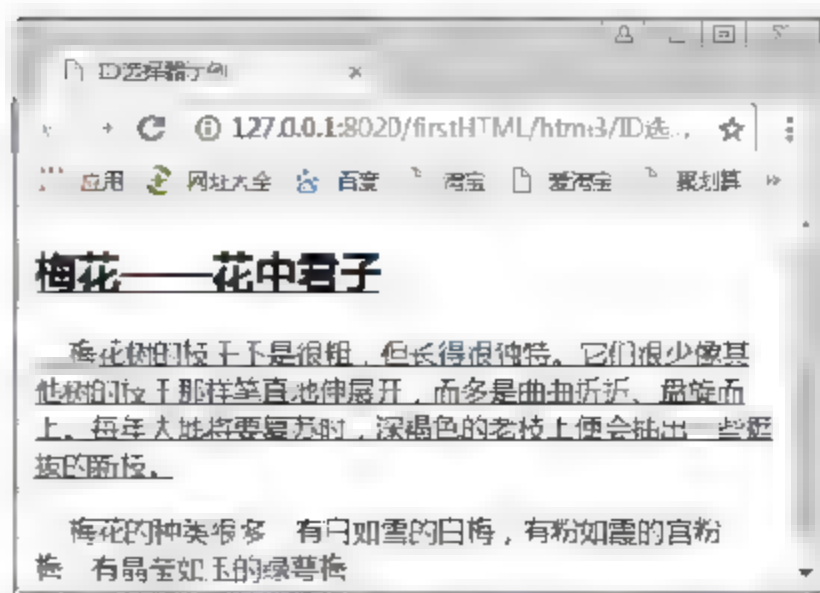 ID选择器示例
127.0.0.1:8020/firstHTML/html3/ID选...
应用 网址大全 百度 淘宝 爱淘宝 聚划算 »
梅花——花中君子
梅花树的枝干不是很粗，但长得很独特。它们很少像其
他树的枝干那样笔直地伸展开，而多是曲曲折折、盘旋而
上。每年大地将要复苏时，深褐色的老枝上便会抽出一些挺
拔的新枝。
梅花的种类很多 有白如雪的白梅，有粉如霞的宫粉
梅 有晶莹如玉的绿萼梅